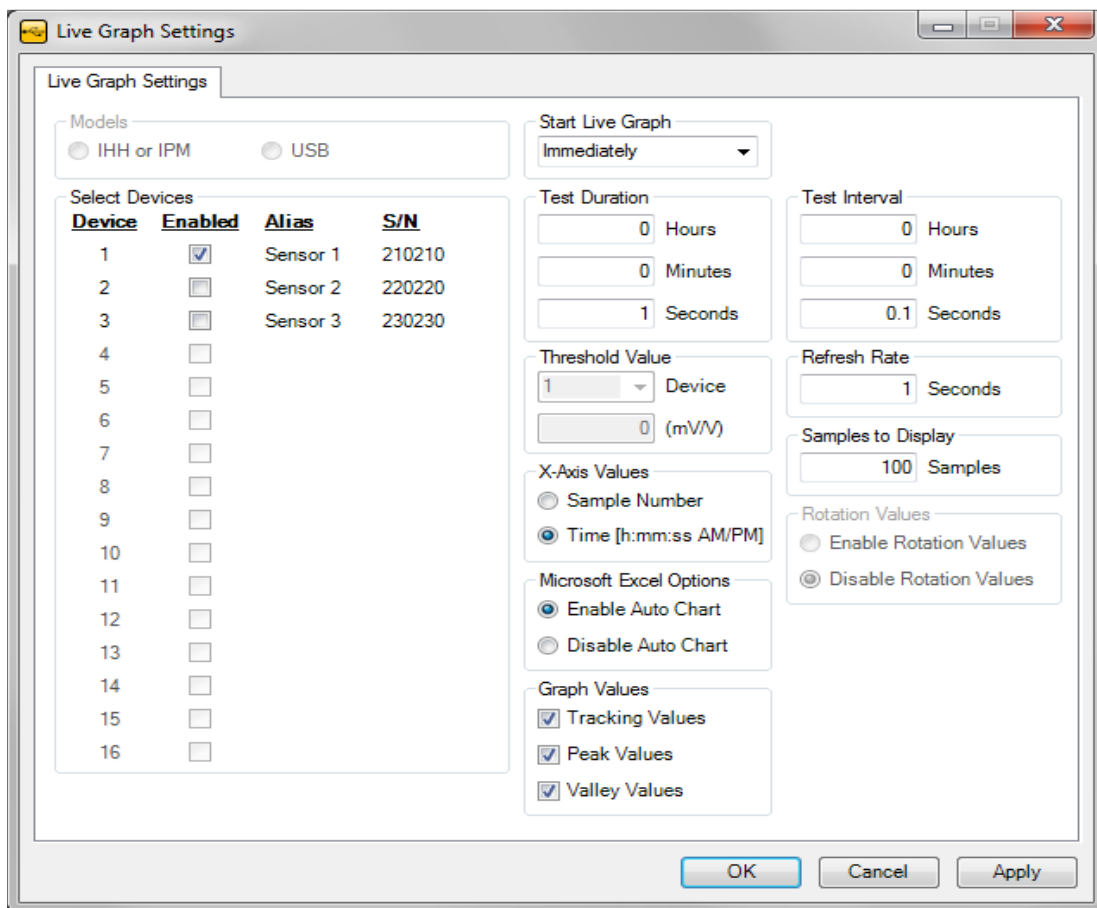 Live Graph Settings
Live Graph Settings
Models
IHH or IPM USB
Select Devices
Device Enabled Alias S/N
1 Sensor 1 210210
2 Sensor 2 220220
3 Sensor 3 230230
4
5
6
7
8
9
10
11
12
13
14
15
16
Start Live Graph
Immediately
Test Duration
0 Hours
0 Minutes
1 Seconds
Threshold Value
1 Device
0 (mV/V)
X-Axis Values
Sample Number
Time [h:mm:ss AM/PM]
Microsoft Excel Options
Enable Auto Chart
Disable Auto Chart
Graph Values
Tracking Values
Peak Values
Valley Values
Test Interval
0 Hours
0 Minutes
0.1 Seconds
Refresh Rate
1 Seconds
Samples to Display
100 Samples
Rotation Values
Enable Rotation Values
Disable Rotation Values
OK Cancel Apply